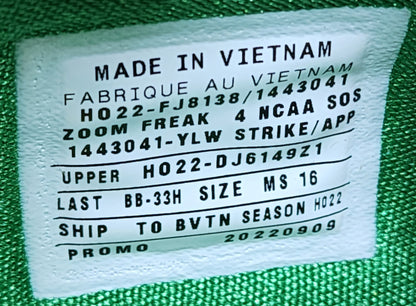 MADE IN VIETNAM
FABRIQUE AU VIETNAM
HO22-FJ8138/1443041
ZOOM FREAK 4 NCAA SOS
1443041-YLW STRIKE/APP
UPPER HO22-DJ6149Z1
LAST BB-33H SIZE MS 16
SHIP TO BVTN SEASON HO22
PROMO 20220909